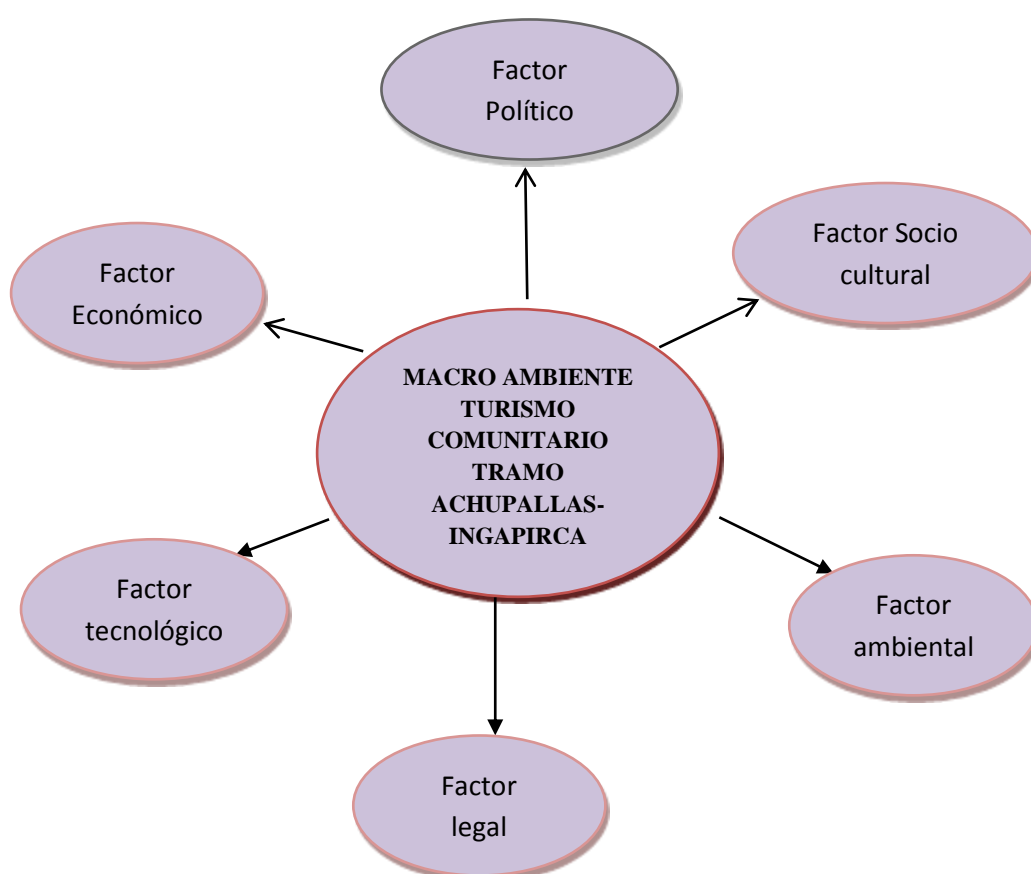 Factor
Político
Factor Socio
cultural
Factor
Económico
MACRO AMBIENTE
TURISMO
COMUNITARIO
TRAMO
ACHUPALLAS-
INGAPIRCA
Factor
tecnológico
Factor
ambiental
Factor
legal